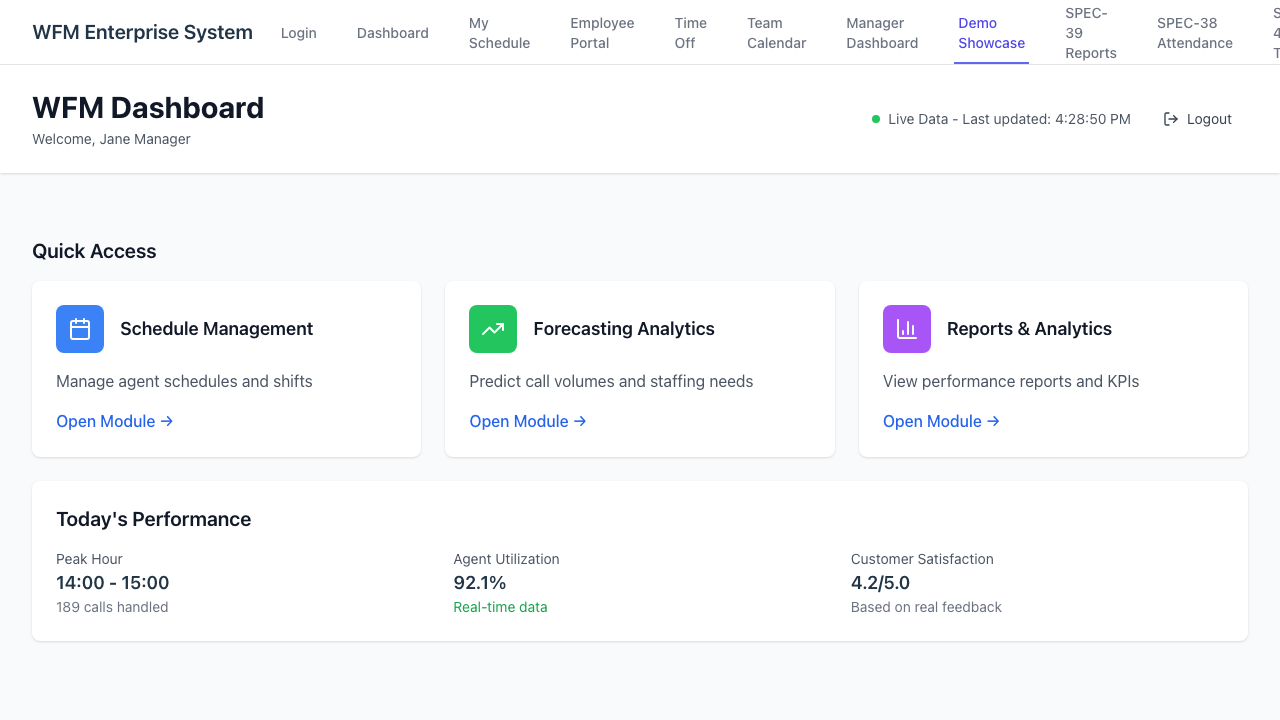 WFM Enterprise System
Login
Dashboard
My
Schedule
Employee
Portal
Time
Off
Team
Calendar
Manager
Dashboard
Demo
Showcase
SPEC-
39
Reports
SPEC-38
Attendance
WFM Dashboard
Welcome, Jane Manager
Live Data - Last updated: 4:28:50 PM
Logout
Quick Access
Schedule Management
Manage agent schedules and shifts
Open Module →
Forecasting Analytics
Predict call volumes and staffing needs
Open Module →
Reports & Analytics
View performance reports and KPIs
Open Module →
Today's Performance
Peak Hour
14:00 - 15:00
189 calls handled
Agent Utilization
92.1%
Real-time data
Customer Satisfaction
4.2/5.0
Based on real feedback